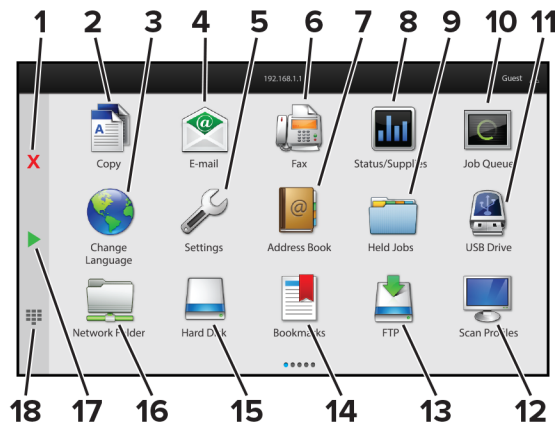 1 2 3 4 5 6 7 8 9 10 11
192.168.1.1 Guest
Copy E-mail Fax Status/Supplies Job Queue
X
Change Language Settings Address Book Held Jobs USB Drive
Network Folder Hard Disk Bookmarks FTP Scan Profiles
18 17 16 15 14 13 12